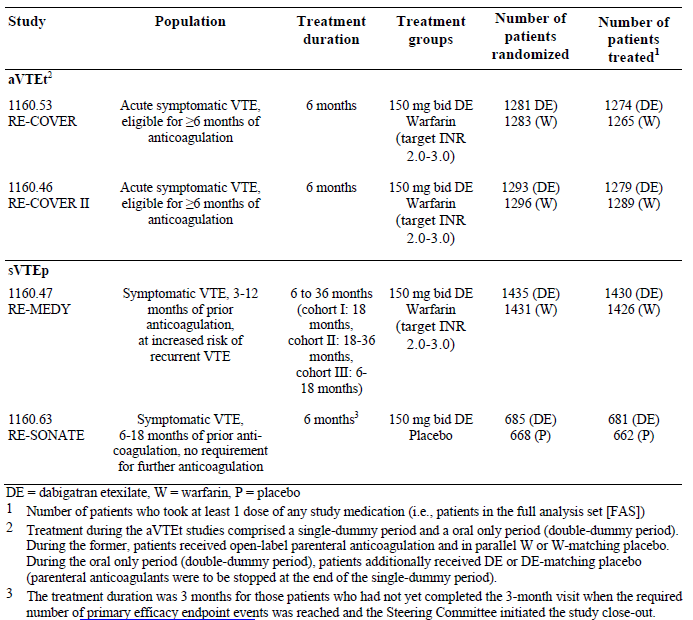 Study Population Treatment duration Treatment groups Number of patients randomized Number of patients treated1
aVTEt2
1160.53 RE-COVER Acute symptomatic VTE, eligible for ≥6 months of anticoagulation 6 months 150 mg bid DE Warfarin (target INR 2.0-3.0) 1281 DE) 1283 (W) 1274 (DE) 1265 (W)
1160.46 RE-COVER II Acute symptomatic VTE, eligible for ≥6 months of anticoagulation 6 months 150 mg bid DE Warfarin (target INR 2.0-3.0) 1293 (DE) 1296 (W) 1279 (DE) 1289 (W)
sVTEp
1160.47 RE-MEDY Symptomatic VTE, 3-12 months of prior anticoagulation, at increased risk of recurrent VTE 6 to 36 months (cohort I: 18 months, cohort II: 18-36 months, cohort III: 6-18 months) 150 mg bid DE Warfarin (target INR 2.0-3.0) 1435 (DE) 1431 (W) 1430 (DE) 1426 (W)
1160.63 RE-SONATE Symptomatic VTE, 6-18 months of prior anti-coagulation, no requirement for further anticoagulation 6 months3 150 mg bid DE Placebo 685 (DE) 668 (P) 681 (DE) 662 (P)
DE = dabigatran etexilate, W = warfarin, P = placebo
1 Number of patients who took at least 1 dose of any study medication (i.e., patients in the full analysis set [FAS])
2 Treatment during the aVTEt studies comprised a single-dummy period and a oral only period (double-dummy period).
During the former, patients received open-label parenteral anticoagulation and in parallel W or W-matching placebo.
During the oral only period (double-dummy period), patients additionally received DE or DE-matching placebo
(parenteral anticoagulants were to be stopped at the end of the single-dummy period).
3 The treatment duration was 3 months for those patients who had not yet completed the 3-month visit when the required
number of primary efficacy endpoint events was reached and the Steering Committee initiated the study close-out.